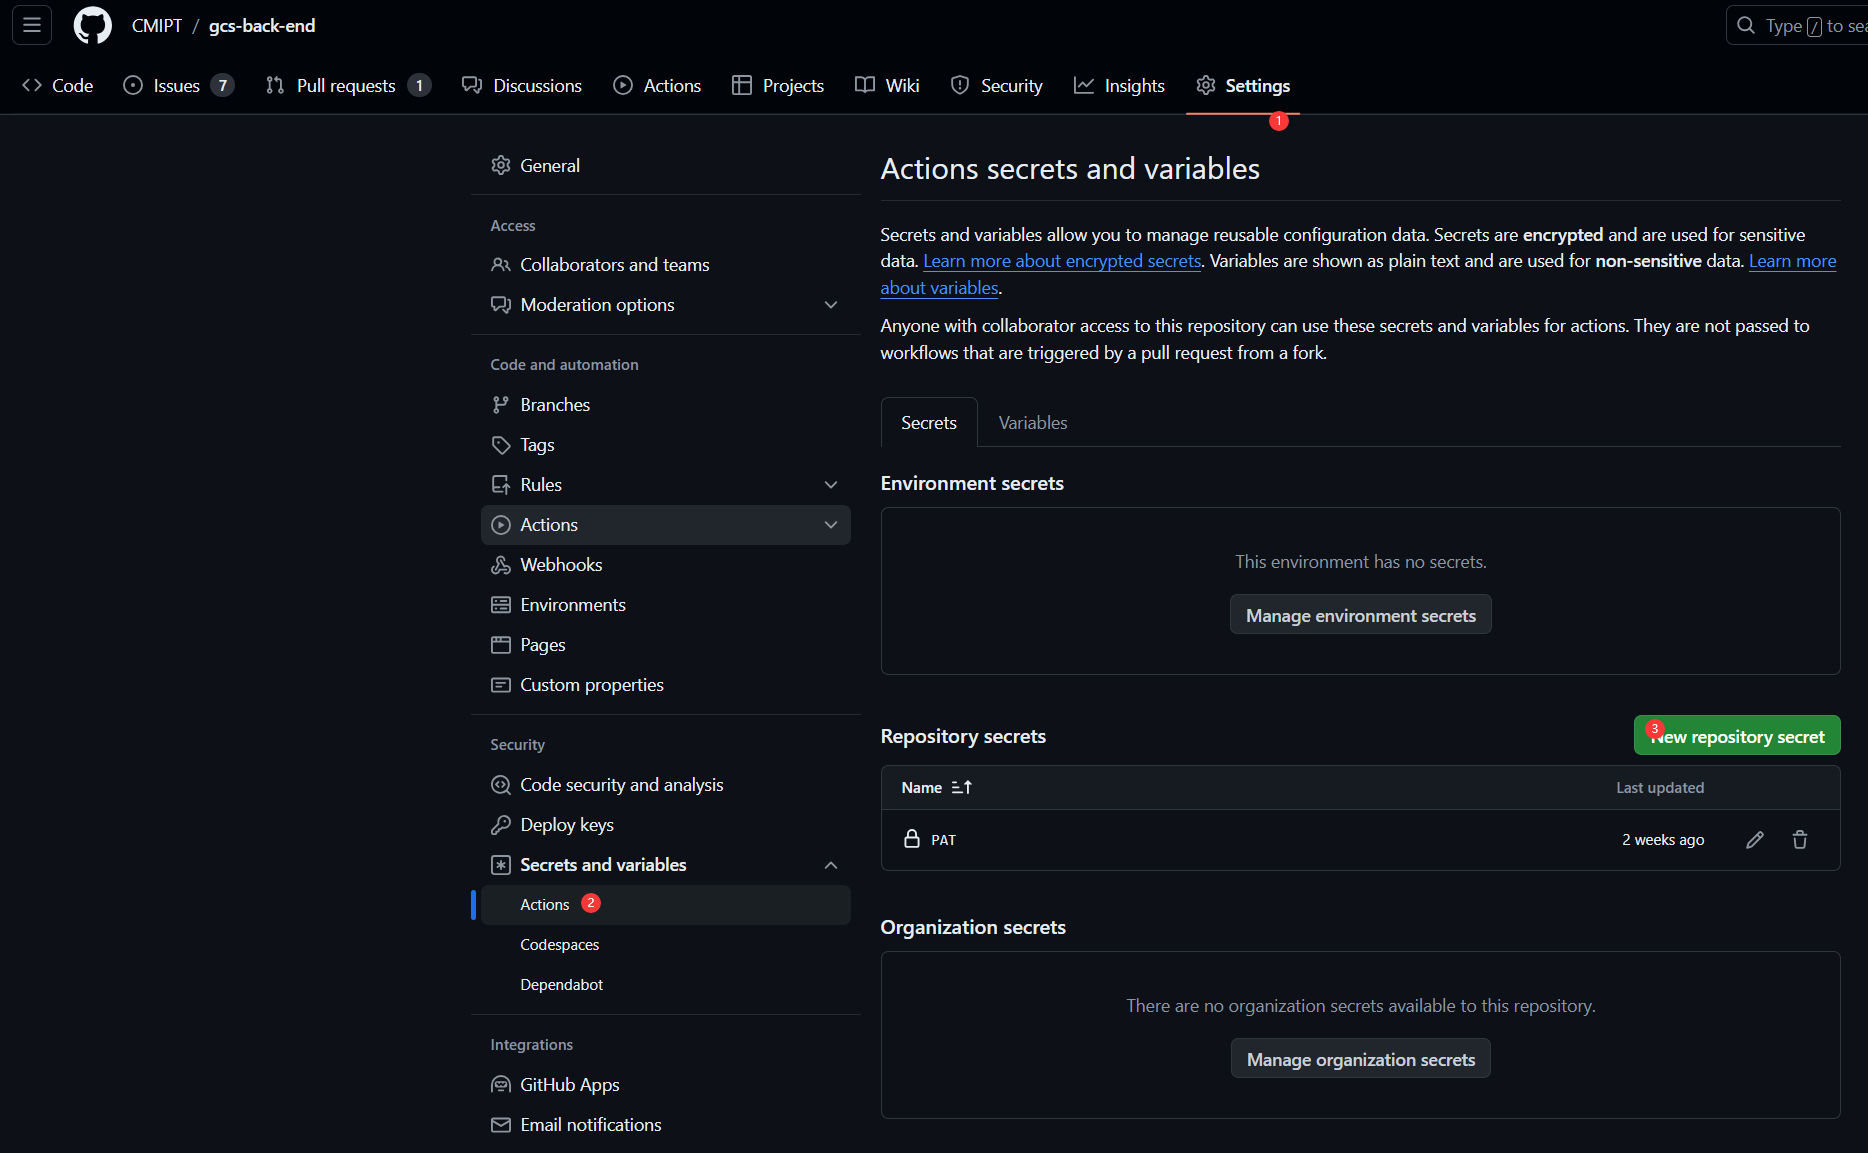 CMIPT / gcs-back-end
Type / to sea
Code
Issues 7
Pull requests 1
Discussions
Actions
Projects
Wiki
Security
Insights
Settings
1
General
Access
Collaborators and teams
Moderation options
Code and automation
Branches
Tags
Rules
Actions
Webhooks
Environments
Pages
Custom properties
Security
Code security and analysis
Deploy keys
Secrets and variables
Actions 2
Codespaces
Dependabot
Integrations
GitHub Apps
Email notifications
Actions secrets and variables
Secrets and variables allow you to manage reusable configuration data. Secrets are encrypted and are used for sensitive
data. Learn more about encrypted secrets. Variables are shown as plain text and are used for non-sensitive data. Learn more
about variables.
Anyone with collaborator access to this repository can use these secrets and variables for actions. They are not passed to
workflows that are triggered by a pull request from a fork.
Secrets
Variables
Environment secrets
This environment has no secrets.
Manage environment secrets
Repository secrets
3
New repository secret
Name
Last updated
PAT
2 weeks ago
Organization secrets
There are no organization secrets available to this repository.
Manage organization secrets